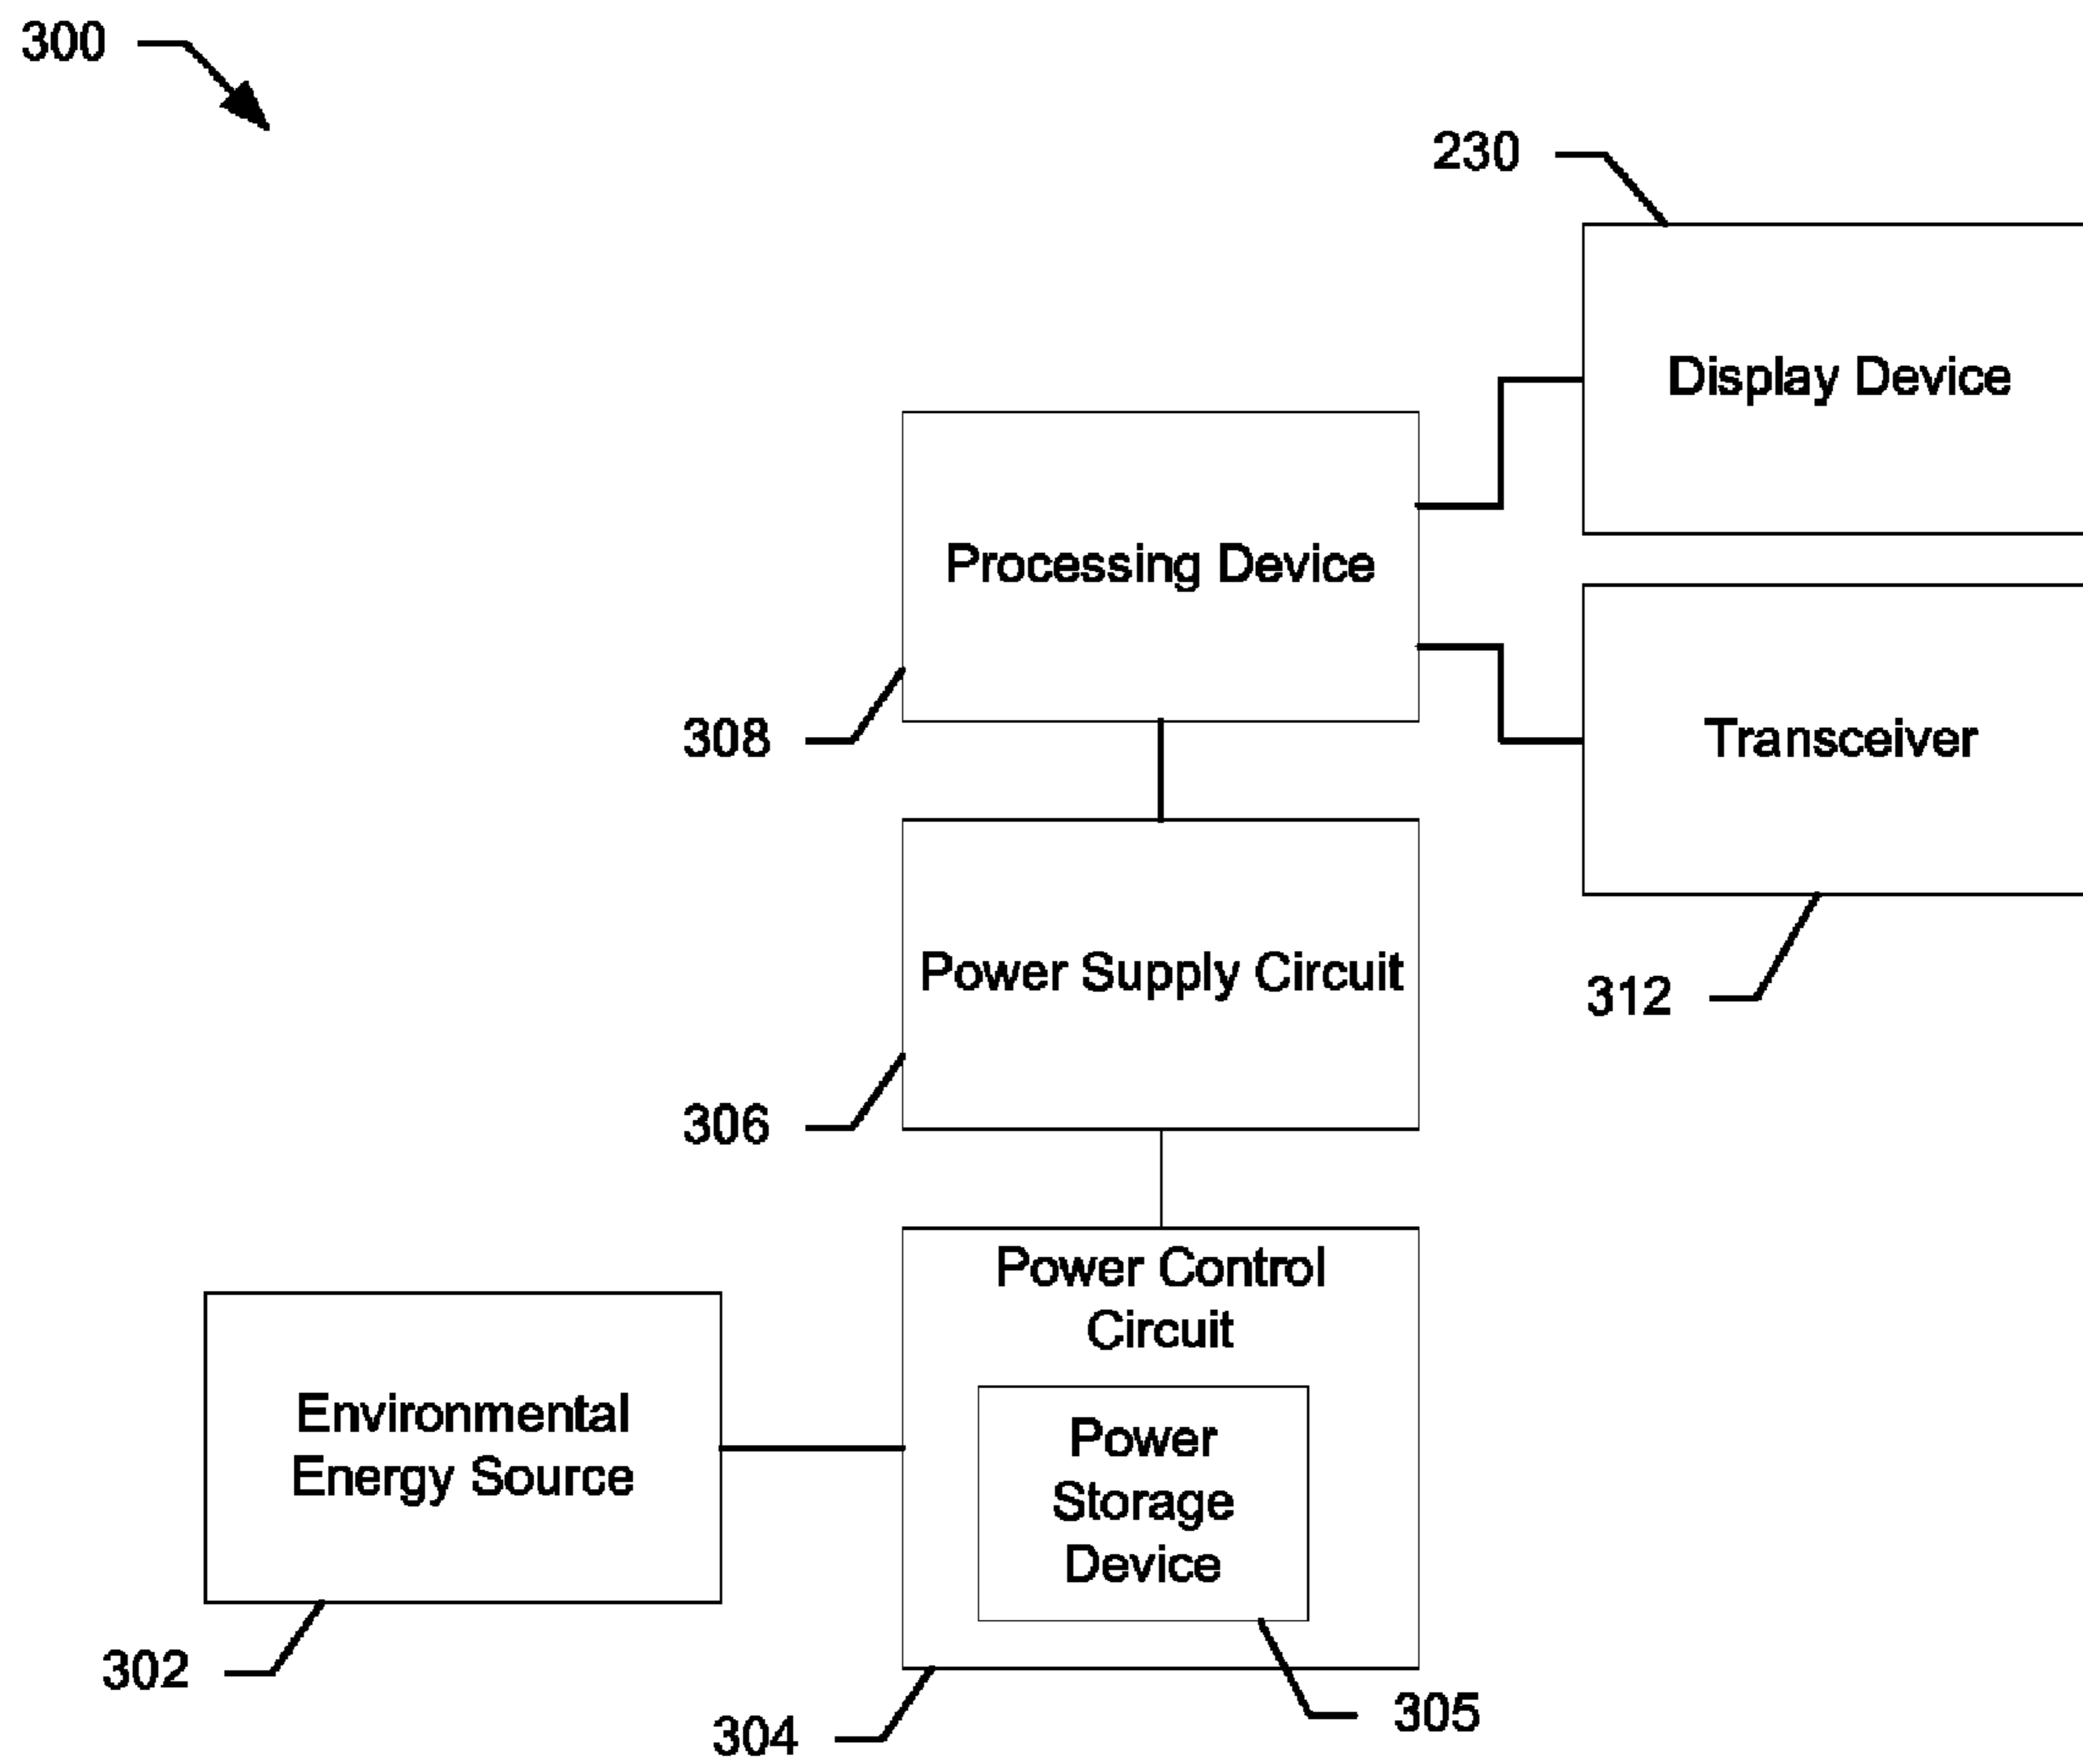 300
230
Display Device
Processing Device
308
Transceiver
312
Power Supply Circuit
306
Power Control
Circuit
Environmental
Energy Source
302
Power
Storage
Device
305
304